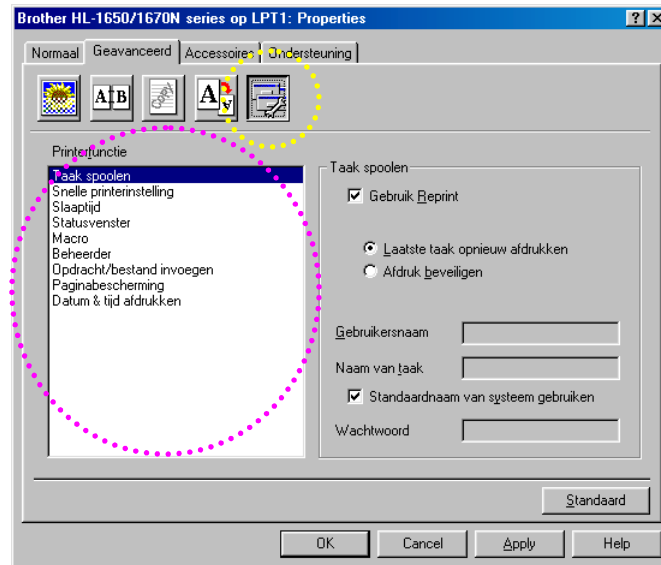 Brother HL-1650/1670N series op LPT1: Properties
Normaal Geavanceerd Accessoires Ondersteuning
A B Copy A A
Printerfunctie
Taak spoolen
Snelle printerinstelling
Slaaptijd
Statusvenster
Macro
Beheerder
Opdracht/bestand invoegen
Paginabescherming
Datum & tijd afdrukken
Taak spoolen
Gebruik Reprint
Laatste taak opnieuw afdrukken
Afdruk beveiligen
Gebruikersnaam
Naam van taak
Standaardnaam van systeem gebruiken
Wachtwoord
Standaard
OK Cancel Apply Help